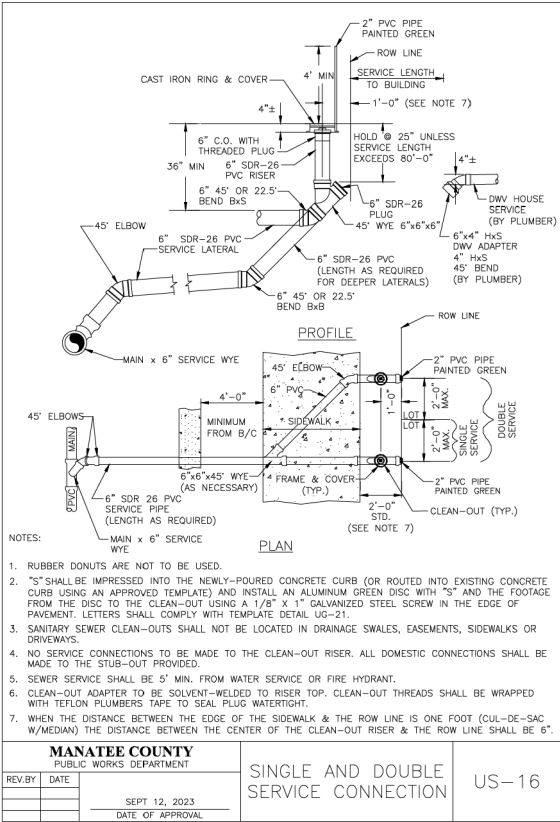 2" PVC PIPE
PAINTED GREEN
ROW LINE
4' MIN
SERVICE LENGTH
TO BUILDING
CAST IRON RING & COVER
1'-0" (SEE NOTE 7)
4"±
6" C.O. WITH
THREADED PLUG
HOLD @ 25" UNLESS
SERVICE LENGTH
EXCEEDS 80'-0"
36" MIN
6" SDR-26
PVC RISER
4"±
6" 45° OR 22.5°
BEND BxS
6" SDR-26
PLUG
DWV HOUSE
SERVICE
(BY PLUMBER)
45° WYE 6"x6"x6"
6"x4" HxS
DWV ADAPTER
4" HxS
45° BEND
(BY PLUMBER)
45° ELBOW
6" SDR-26 PVC
SERVICE LATERAL
6" SDR-26 PVC
(LENGTH AS REQUIRED
FOR DEEPER LATERALS)
6" 45° OR 22.5°
BEND BxB
MAIN x 6" SERVICE WYE
PROFILE
ROW LINE
45° ELBOW
2" PVC PIPE
PAINTED GREEN
6" PVC
4'-0"
MINIMUM
FROM B/C
SIDEWALK
1'-0"
2'-0"
MAX.
LOT
LOT
2'-0"
MAX.
SINGLE
SERVICE
DOUBLE
SERVICE
45° ELBOWS
MAIN
PVC
6"x6"x45° WYE
(AS NECESSARY)
FRAME & COVER
(TYP.)
2" PVC PIPE
PAINTED GREEN
CLEAN-OUT (TYP.)
6" SDR 26 PVC
SERVICE PIPE
(LENGTH AS REQUIRED)
2'-0"
STD.
(SEE NOTE 7)
MAIN x 6" SERVICE
WYE
PLAN
NOTES:
1. RUBBER DONUTS ARE NOT TO BE USED.
2. "S" SHALL BE IMPRESSED INTO THE NEWLY-POURED CONCRETE CURB (OR ROUTED INTO EXISTING CONCRETE
CURB USING AN APPROVED TEMPLATE) AND INSTALL AN ALUMINUM GREEN DISC WITH "S" AND THE FOOTAGE
FROM THE DISC TO THE CLEAN-OUT USING A 1/8" X 1" GALVANIZED STEEL SCREW IN THE EDGE OF
PAVEMENT. LETTERS SHALL COMPLY WITH TEMPLATE DETAIL UG-21.
3. SANITARY SEWER CLEAN-OUTS SHALL NOT BE LOCATED IN DRAINAGE SWALES, EASEMENTS, SIDEWALKS OR
DRIVEWAYS.
4. NO SERVICE CONNECTIONS TO BE MADE TO THE CLEAN-OUT RISER. ALL DOMESTIC CONNECTIONS SHALL BE
MADE TO THE STUB-OUT PROVIDED.
5. SEWER SERVICE SHALL BE 5' MIN. FROM WATER SERVICE OR FIRE HYDRANT.
6. CLEAN-OUT ADAPTER TO BE SOLVENT-WELDED TO RISER TOP. CLEAN-OUT THREADS SHALL BE WRAPPED
WITH TEFLON PLUMBERS TAPE TO SEAL PLUG WATERTIGHT.
7. WHEN THE DISTANCE BETWEEN THE EDGE OF THE SIDEWALK & THE ROW LINE IS ONE FOOT (CUL-DE-SAC
W/MEDIAN) THE DISTANCE BETWEEN THE CENTER OF THE CLEAN-OUT RISER & THE ROW LINE SHALL BE 6".
MANATEE COUNTY
PUBLIC WORKS DEPARTMENT
REV.BY DATE
SEPT 12, 2023
DATE OF APPROVAL
SINGLE AND DOUBLE
SERVICE CONNECTION
US-16